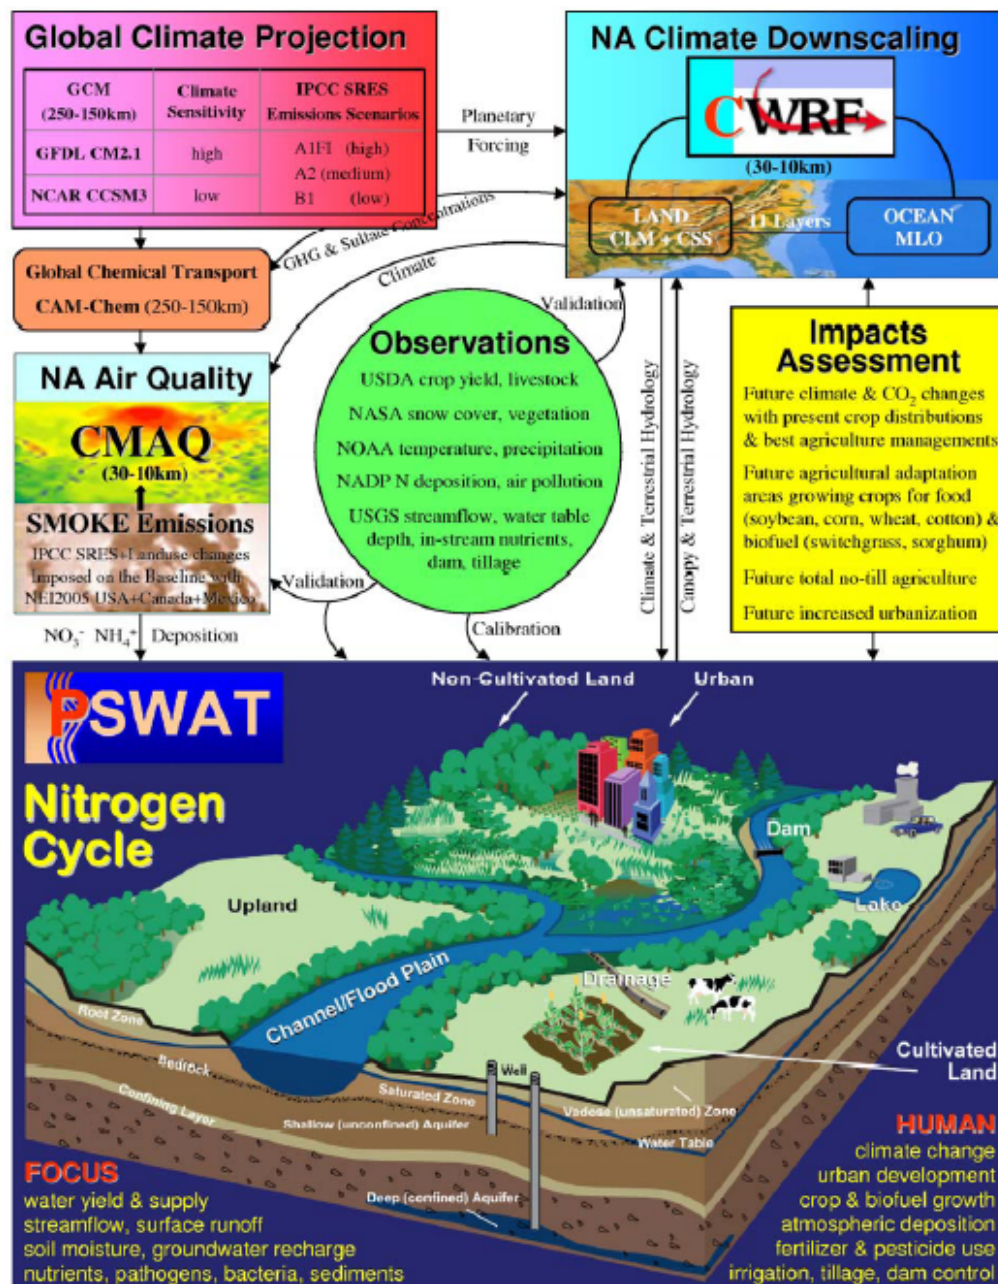 Global Climate Projection
GCM
(250-150km)
Climate
Sensitivity
IPCC SRES
Emissions Scenarios
GFDL CM2.1
high
A1FI (high)
A2 (medium)
B1 (low)
NCAR CCSM3
low
Planetary
Forcing
NA Climate Downscaling
CWRF
(30-10km)
LAND
CLM + CSS
11 Layers
OCEAN
MLO
GHG & Sulfate Concentrations
Climate
Global Chemical Transport
CAM-Chem (250-150km)
Validation
NA Air Quality
CMAQ
(30-10km)
SMOKE Emissions
IPCC SRES+Landuse changes
Imposed on the Baseline with
NEI2005 USA+Canada+Mexico
Observations
USDA crop yield, livestock
NASA snow cover, vegetation
NOAA temperature, precipitation
NADP N deposition, air pollution
USGS streamflow, water table
depth, in-stream nutrients,
dam, tillage
Validation
Calibration
Climate & Terrestrial Hydrology
Canopy & Terrestrial Hydrology
Impacts
Assessment
Future climate & CO₂ changes
with present crop distributions
& best agriculture managements
Future agricultural adaptation
areas growing crops for food
(soybean, corn, wheat, cotton) &
biofuel (switchgrass, sorghum)
Future total no-till agriculture
Future increased urbanization
NO₃⁻ NH₄⁺ Deposition
PSWAT
Nitrogen
Cycle
Non-Cultivated Land
Urban
Dam
Lake
Upland
Channel/Flood Plain
Drainage
Cultivated
Land
Root Zone
Bedrock
Confining Layer
Saturated Zone
Shallow (unconfined) Aquifer
Well
Vadose (unsaturated) Zone
Water Table
Deep (confined) Aquifer
FOCUS
water yield & supply
streamflow, surface runoff
soil moisture, groundwater recharge
nutrients, pathogens, bacteria, sediments
HUMAN
climate change
urban development
crop & biofuel growth
atmospheric deposition
fertilizer & pesticide use
irrigation, tillage, dam control